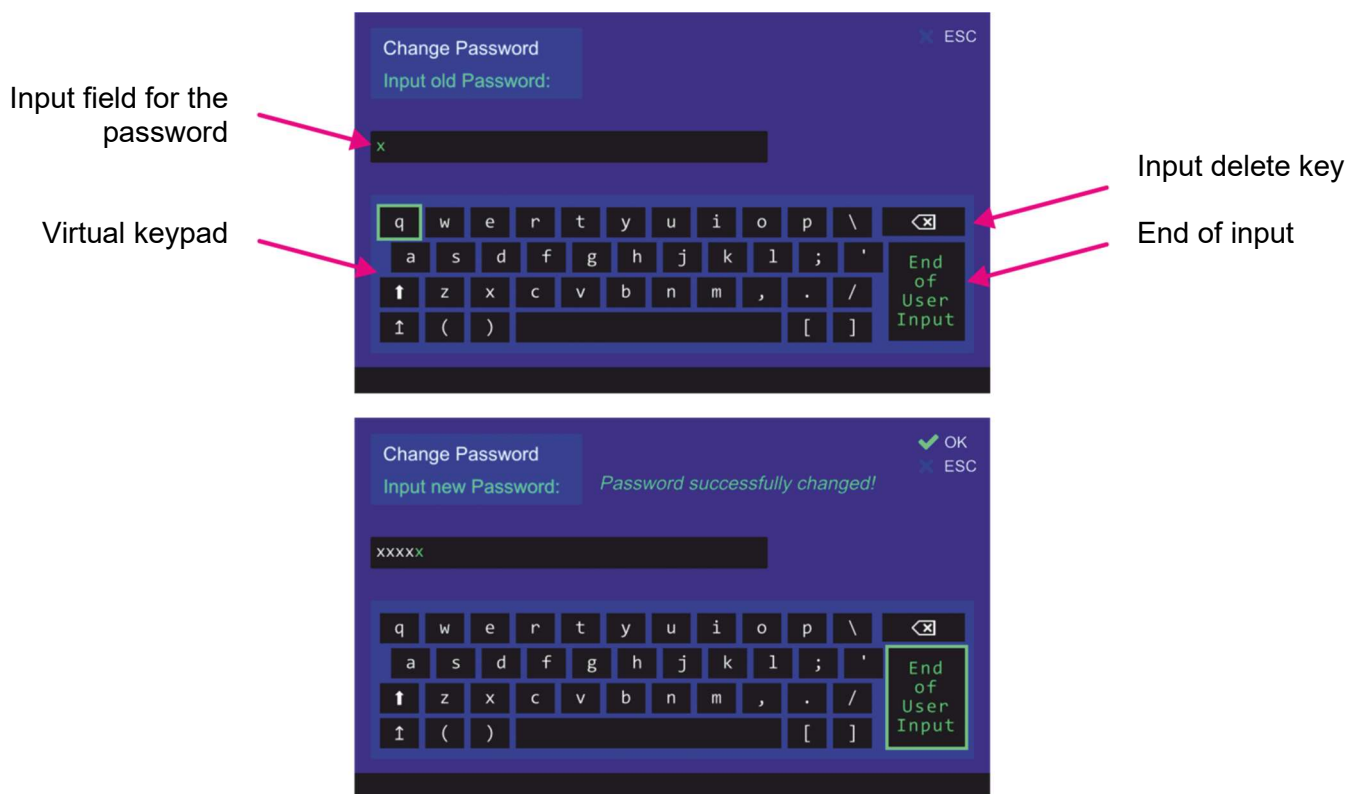 Input field for the
password
Virtual keypad
Change Password
Input old Password:
ESC
x
q w e r t y u i o p \ ⌫
a s d f g h j k l ; '
⬆ z x c v b n m , . /
↥ ( ) [ ]
End
of
User
Input
Input delete key
End of input
Change Password
Input new Password:
Password successfully changed!
OK
ESC
xxxxx
q w e r t y u i o p \ ⌫
a s d f g h j k l ; '
⬆ z x c v b n m , . /
↥ ( ) [ ]
End
of
User
Input